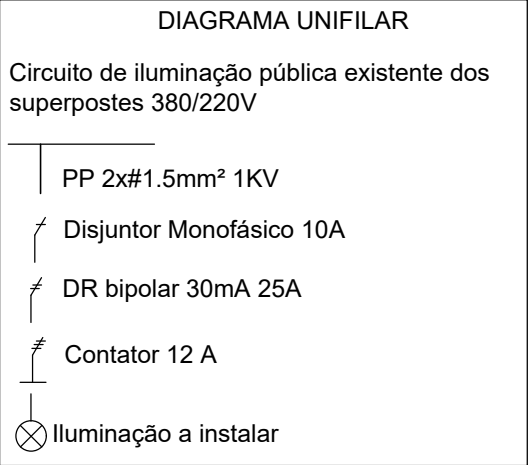 DIAGRAMA UNIFILAR
Circuito de iluminação pública existente dos
superpostes 380/220V
PP 2x#1.5mm² 1KV
Disjuntor Monofásico 10A
DR bipolar 30mA 25A
Contator 12 A
Iluminação a instalar